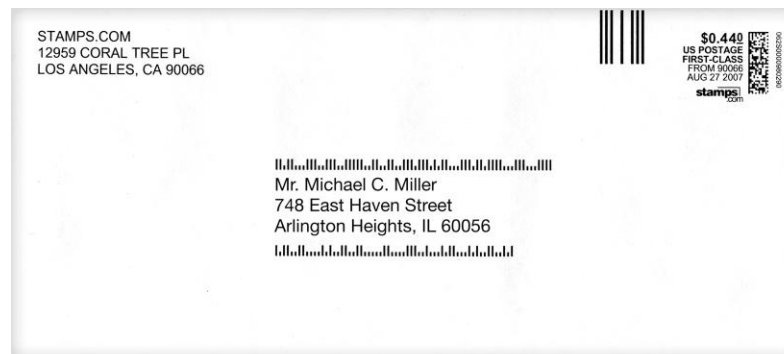 STAMPS.COM
12959 CORAL TREE PL
LOS ANGELES, CA 90066
$0.440
US POSTAGE
FIRST-CLASS
FROM 90066
AUG 27 2007
stamps.com
Mr. Michael C. Miller
748 East Haven Street
Arlington Heights, IL 60056